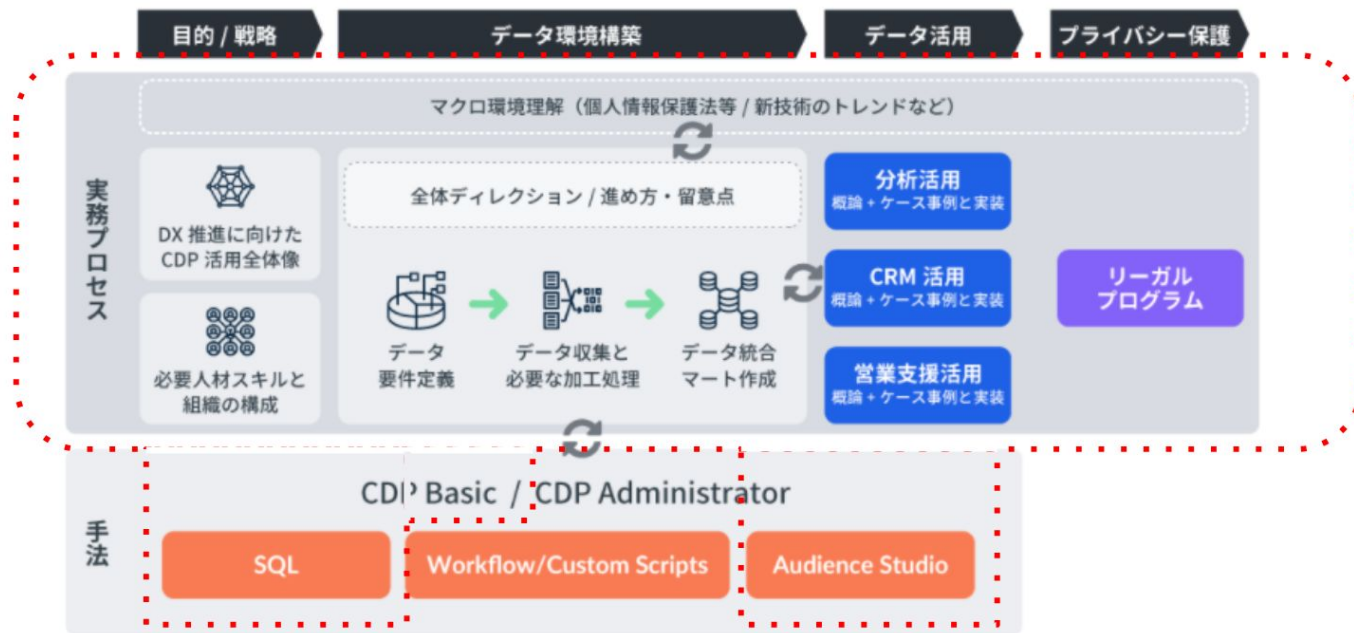 目的 / 戦略
データ環境構築
データ活用
プライバシー保護
実務プロセス
マクロ環境理解（個人情報保護法等 / 新技術のトレンドなど）
DX 推進に向けた
CDP 活用全体像
必要人材スキルと
組織の構成
全体ディレクション / 進め方・留意点
データ
要件定義
データ収集と
必要な加工処理
データ統合
マート作成
分析活用
概論 + ケース事例と実装
CRM 活用
概論 + ケース事例と実装
営業支援活用
概論 + ケース事例と実装
リーガル
プログラム
手法
CDP Basic / CDP Administrator
SQL
Workflow/Custom Scripts
Audience Studio